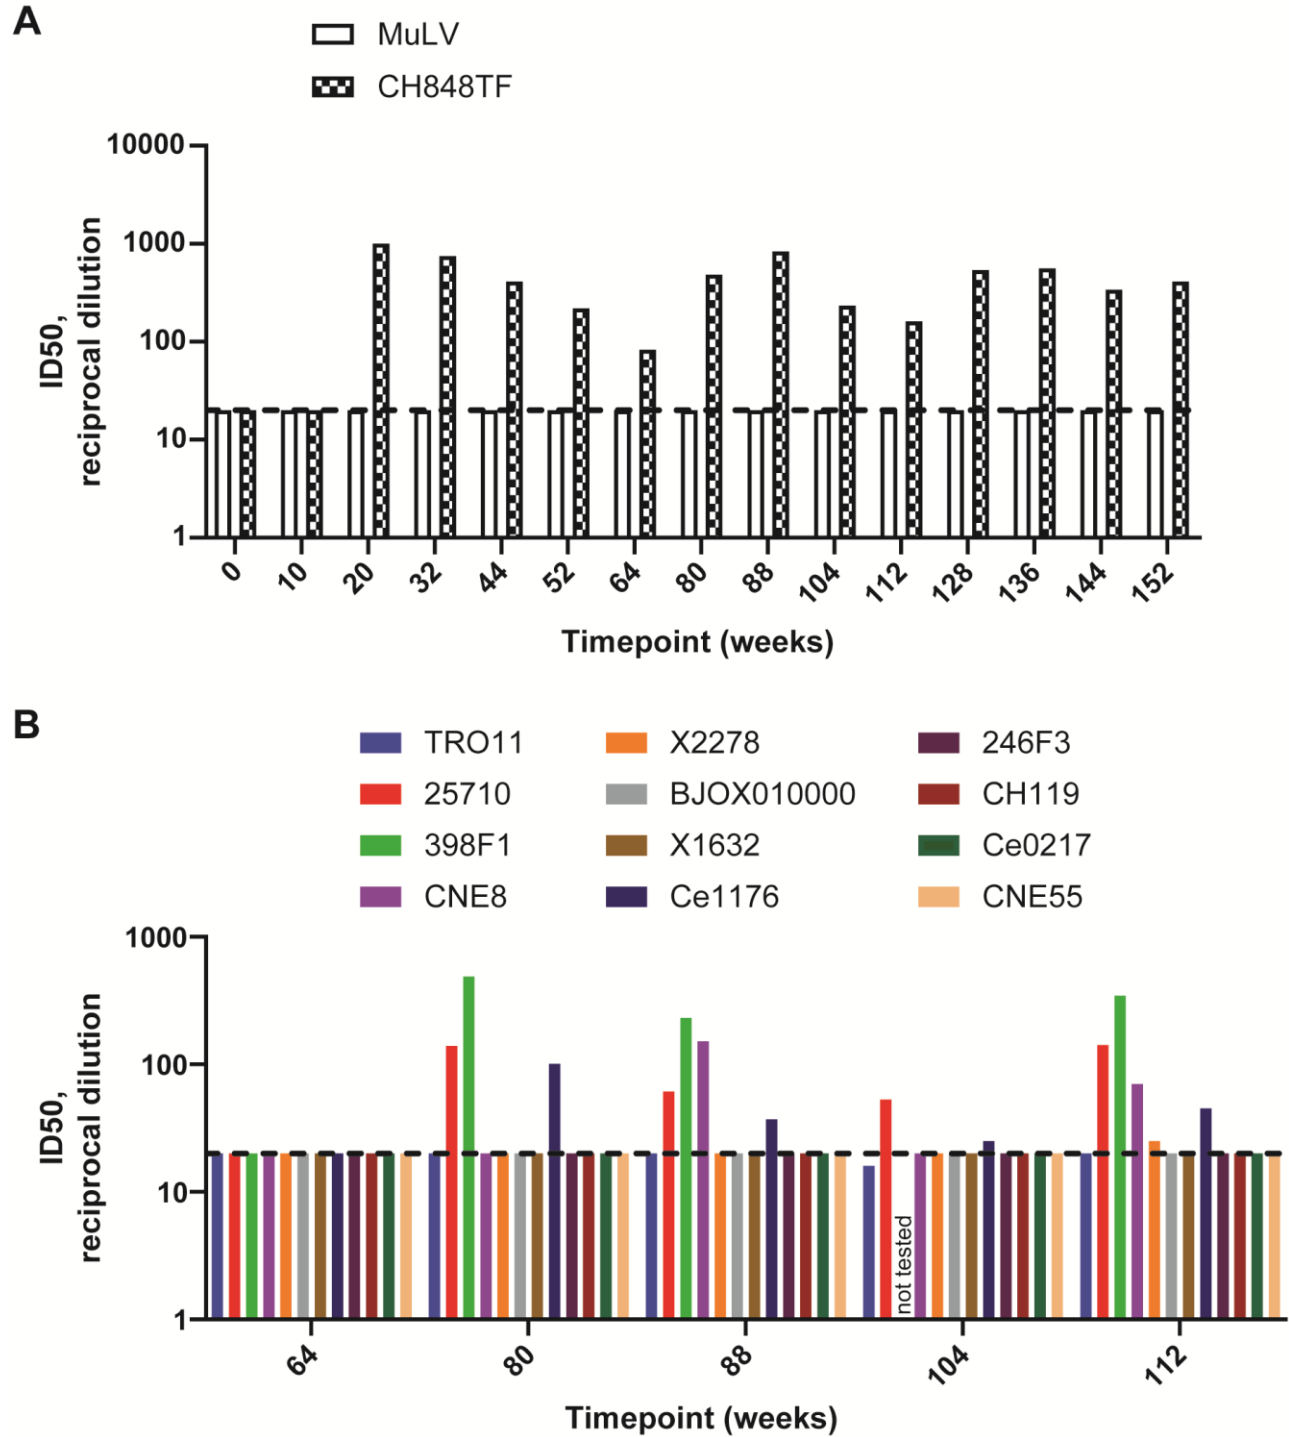 A
MuLV
CH848TF
10000
1000
100
10
1
ID50,
reciprocal dilution
0 10 20 32 44 52 64 80 88 104 112 128 136 144 152
Timepoint (weeks)
B
TRO11 X2278 246F3
25710 BJOX010000 CH119
398F1 X1632 Ce0217
CNE8 Ce1176 CNE55
1000
100
10
1
ID50,
reciprocal dilution
not tested
64 80 88 104 112
Timepoint (weeks)